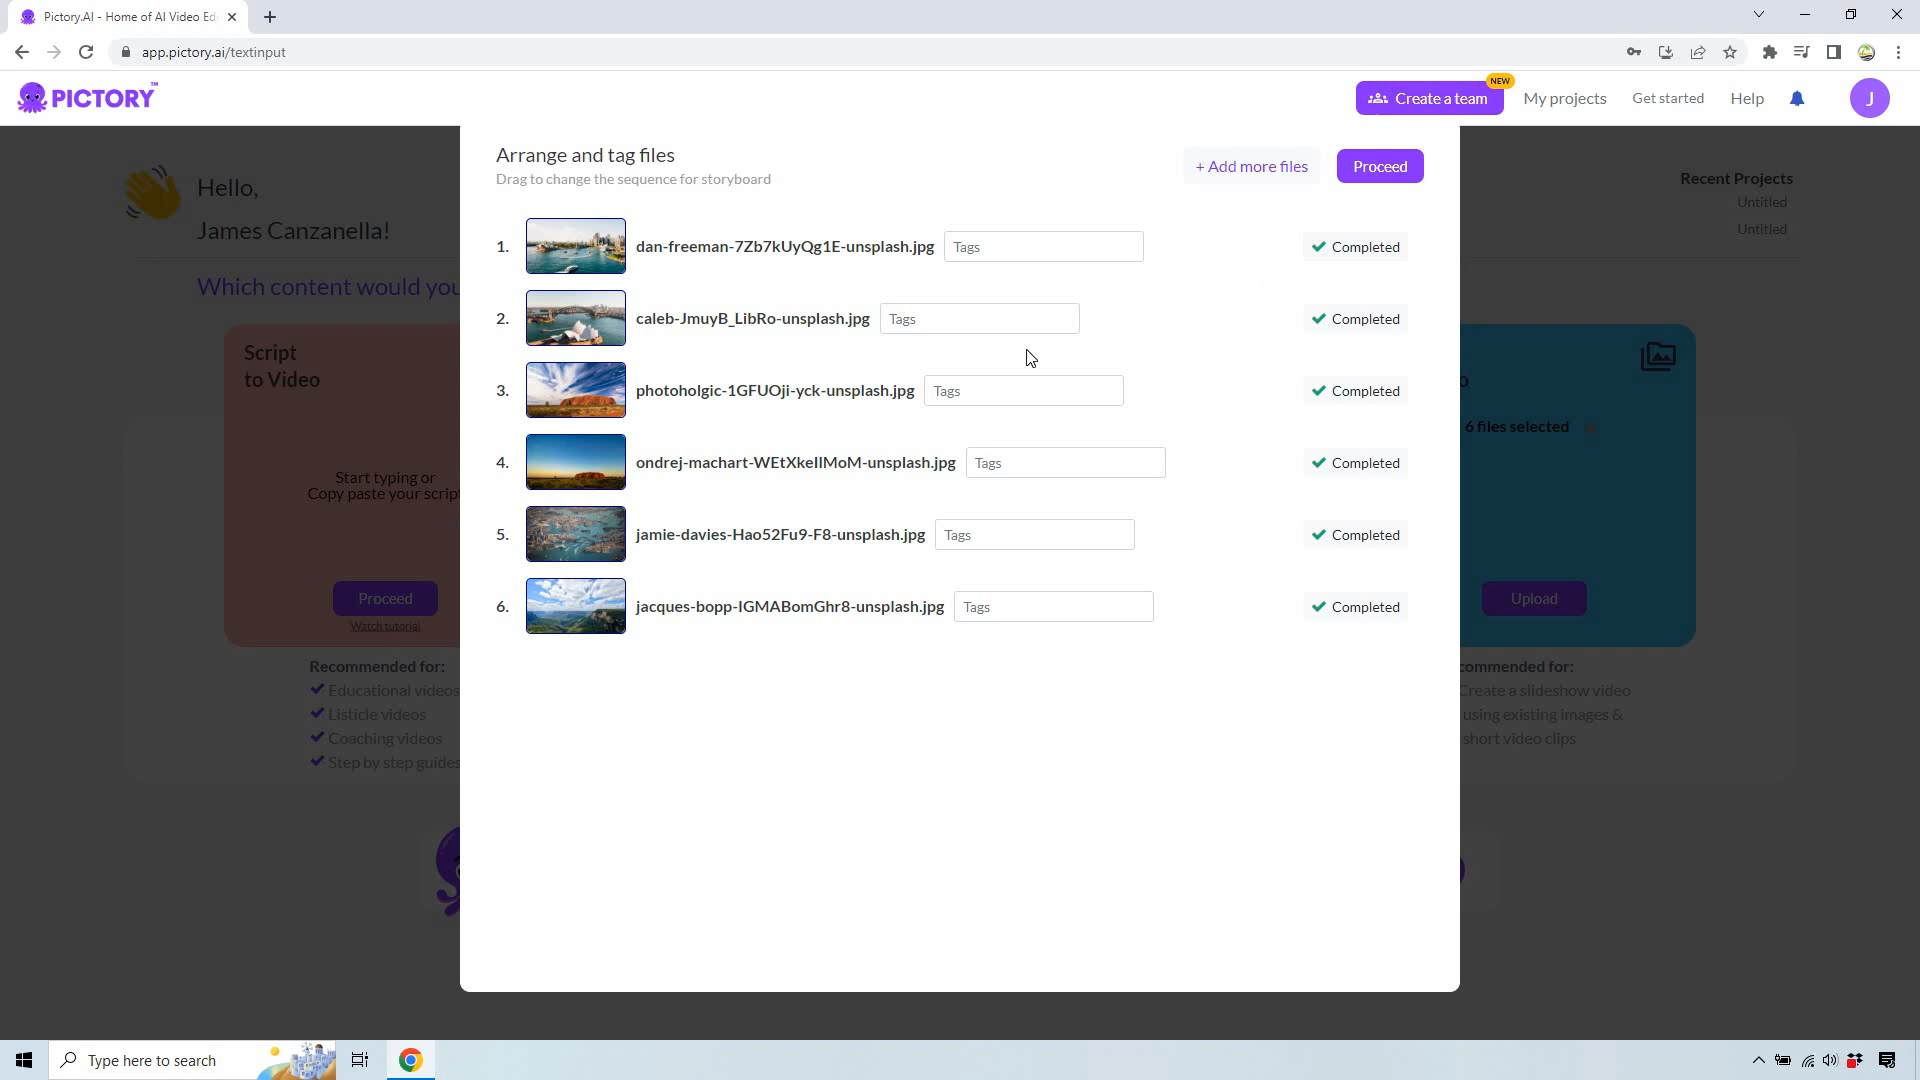 Pictory.AI - Home of AI Video Ed
app.pictory.ai/textinput
PICTORY™
Create a team
NEW
My projects
Get started
Help
J
Hello,
James Canzanella!
Which content would you
Recent Projects
Untitled
Untitled
Script
to Video
Start typing or
Copy paste your script
Proceed
Watch tutorial
Recommended for:
Educational videos
Listicle videos
Coaching videos
Step by step guides
Arrange and tag files
Drag to change the sequence for storyboard
+ Add more files
Proceed
1. dan-freeman-7Zb7kUyQg1E-unsplash.jpg Tags Completed
2. caleb-JmuyB_LibRo-unsplash.jpg Tags Completed
3. photoholgic-1GFUOji-yck-unsplash.jpg Tags Completed
4. ondrej-machart-WEtXkeIIMoM-unsplash.jpg Tags Completed
5. jamie-davies-Hao52Fu9-F8-unsplash.jpg Tags Completed
6. jacques-bopp-IGMABomGhr8-unsplash.jpg Tags Completed
6 files selected
Upload
commended for:
Create a slideshow video
using existing images &
short video clips
Type here to search